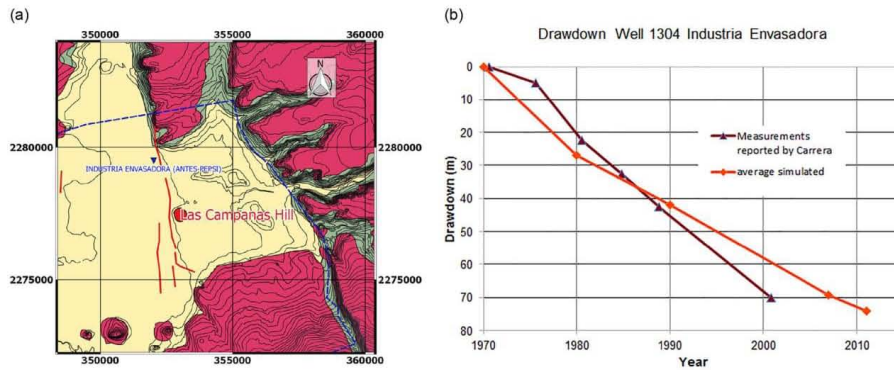 (a)
350000 355000 360000
N
2280000 2280000
INDUSTRIA ENVASADORA (ANTES-PEPSI)
Las Campanas Hill
2275000 2275000
350000 355000 360000
(b)
Drawdown Well 1304 Industria Envasadora
0
10
20
30
40
50
60
70
80
Drawdown (m)
Measurements
reported by Carrera
average simulated
1970 1980 1990 2000 2010
Year